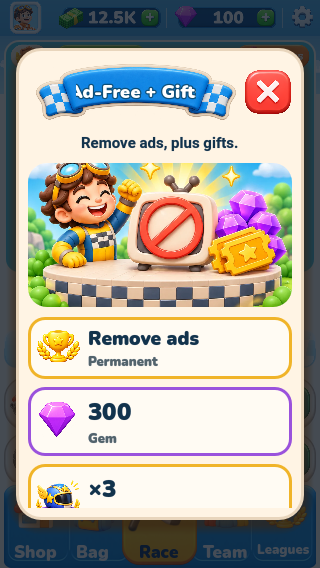 12.5K
100
Ad-Free + Gift
Remove ads, plus gifts.
Remove ads
Permanent
300
Gem
×3
Shop
Bag
Race
Team
Leagues